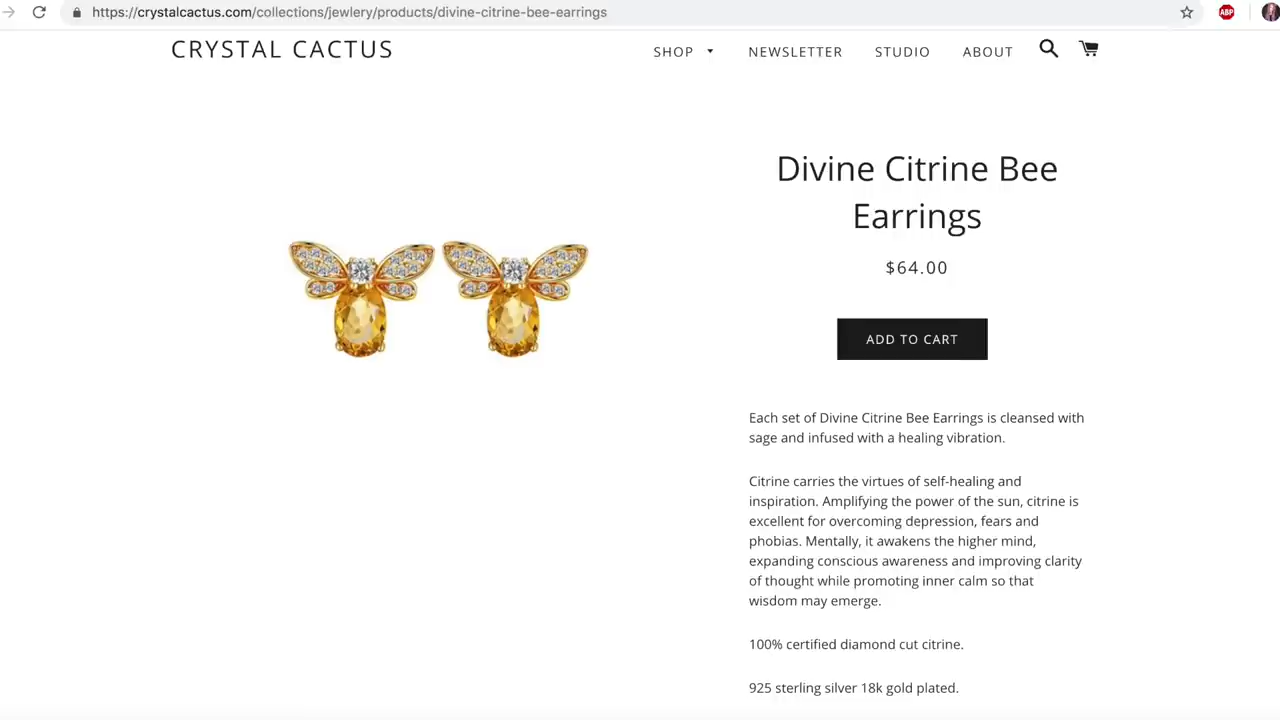 https://crystalcactus.com/collections/jewlery/products/divine-citrine-bee-earrings
ABP
CRYSTAL CACTUS
SHOP NEWSLETTER STUDIO ABOUT
Divine Citrine Bee
Earrings
$64.00
ADD TO CART
Each set of Divine Citrine Bee Earrings is cleansed with
sage and infused with a healing vibration.
Citrine carries the virtues of self-healing and
inspiration. Amplifying the power of the sun, citrine is
excellent for overcoming depression, fears and
phobias. Mentally, it awakens the higher mind,
expanding conscious awareness and improving clarity
of thought while promoting inner calm so that
wisdom may emerge.
100% certified diamond cut citrine.
925 sterling silver 18k gold plated.